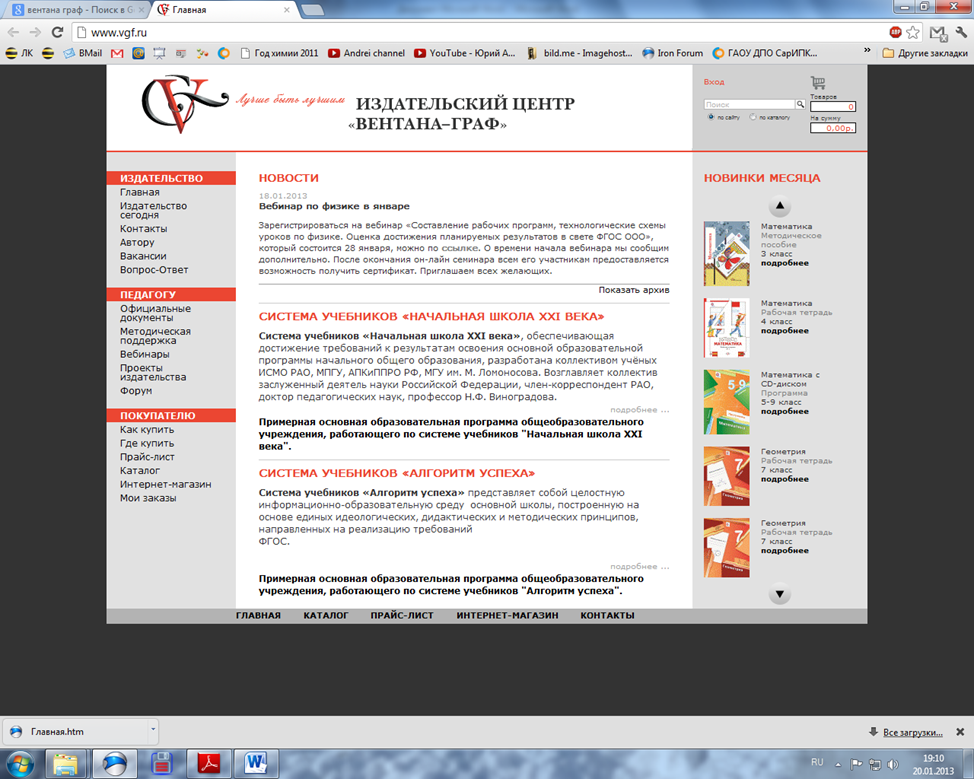 вентана граф - Поиск в G
Главная
www.vgf.ru
ЛК
BMail
Год химии 2011
Andrei channel
YouTube - Юрий А...
bild.me - Imagehost...
Iron Forum
ГАОУ ДПО СарИПК...
»
Другие закладки
Лучше быть лучшим
ИЗДАТЕЛЬСКИЙ ЦЕНТР
«ВЕНТАНА–ГРАФ»
Вход
Поиск
по сайту
по каталогу
Товаров
0
На сумму
0.00р.
ИЗДАТЕЛЬСТВО
Главная
Издательство
сегодня
Контакты
Автору
Вакансии
Вопрос-Ответ
ПЕДАГОГУ
Официальные
документы
Методическая
поддержка
Вебинары
Проекты
издательства
Форум
ПОКУПАТЕЛЮ
Как купить
Где купить
Прайс-лист
Каталог
Интернет-магазин
Мои заказы
НОВОСТИ
18.01.2013
Вебинар по физике в январе
Зарегистрироваться на вебинар «Составление рабочих программ, технологические схемы
уроков по физике. Оценка достижения планируемых результатов в свете ФГОС ООО»,
который состоится 28 января, можно по ссылке. О времени начала вебинара мы сообщим
дополнительно. После окончания он-лайн семинара всем его участникам предоставляется
возможность получить сертификат. Приглашаем всех желающих.
Показать архив
СИСТЕМА УЧЕБНИКОВ «НАЧАЛЬНАЯ ШКОЛА XXI ВЕКА»
Система учебников «Начальная школа XXI века», обеспечивающая
достижение требований к результатам освоения основной образовательной
программы начального общего образования, разработана коллективом учёных
ИСМО РАО, МПГУ, АПКиППРО РФ, МГУ им. М. Ломоносова. Возглавляет коллектив
заслуженный деятель науки Российской Федерации, член-корреспондент РАО,
доктор педагогических наук, профессор Н.Ф. Виноградова.
подробнее ...
Примерная основная образовательная программа общеобразовательного
учреждения, работающего по системе учебников "Начальная школа XXI
века".
СИСТЕМА УЧЕБНИКОВ «АЛГОРИТМ УСПЕХА»
Система учебников «Алгоритм успеха» представляет собой целостную
информационно-образовательную среду основной школы, построенную на
основе единых идеологических, дидактических и методических принципов,
направленных на реализацию требований
ФГОС.
подробнее ...
Примерная основная образовательная программа общеобразовательного
учреждения, работающего по системе учебников "Алгоритм успеха".
НОВИНКИ МЕСЯЦА
Математика
Методическое
пособие
3 класс
подробнее
Математика
Рабочая тетрадь
4 класс
подробнее
Математика с
CD-диском
Программа
5-9 класс
подробнее
Геометрия
Рабочая тетрадь
7 класс
подробнее
Геометрия
Рабочая тетрадь
7 класс
подробнее
ГЛАВНАЯ КАТАЛОГ ПРАЙС-ЛИСТ ИНТЕРНЕТ-МАГАЗИН КОНТАКТЫ
Главная.htm
Все загрузки...
RU
19:10
20.01.2013